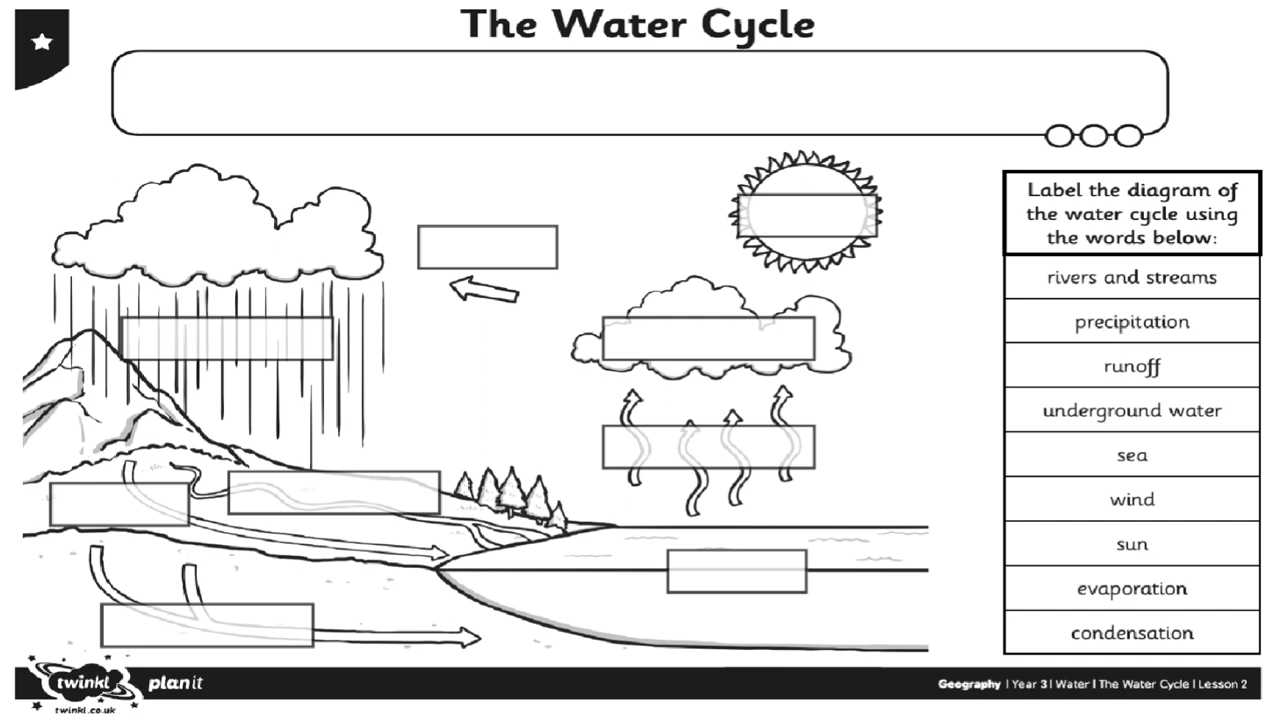 The Water Cycle
Label the diagram of
the water cycle using
the words below:
rivers and streams
precipitation
runoff
underground water
sea
wind
sun
evaporation
condensation
twinkl planit
twinkl.co.uk
Geography | Year 3 | Water | The Water Cycle | Lesson 2